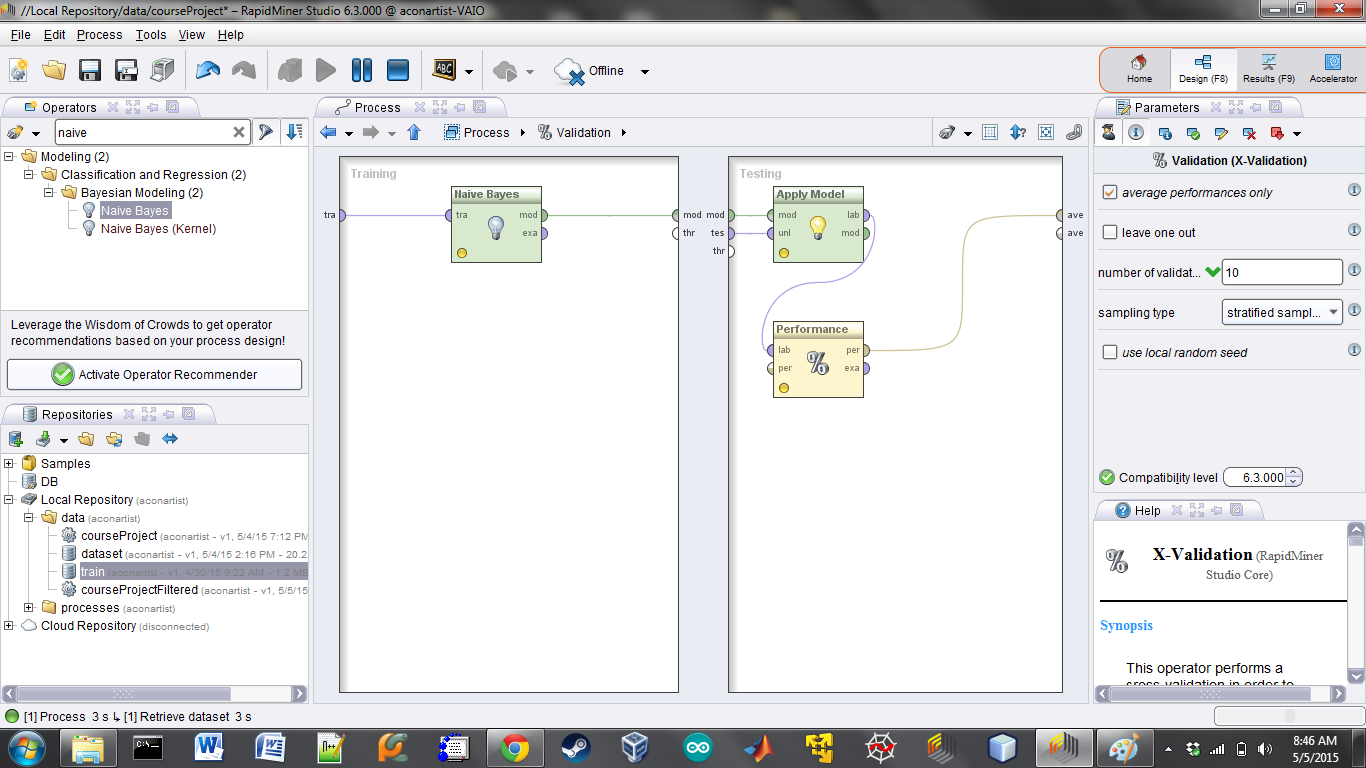 //Local Repository/data/courseProject* – RapidMiner Studio 6.3.000 @ aconartist-VAIO
File Edit Process Tools View Help
ABC
Offline
Home
Design (F8)
Results (F9)
Accelerator
Operators
naive
Modeling (2)
Classification and Regression (2)
Bayesian Modeling (2)
Naive Bayes
Naive Bayes (Kernel)
Leverage the Wisdom of Crowds to get operator
recommendations based on your process design!
Activate Operator Recommender
Repositories
Samples
DB
Local Repository (aconartist)
data (aconartist)
courseProject (aconartist - v1, 5/4/15 7:12 PM
dataset (aconartist - v1, 5/4/15 2:16 PM - 20.2
train (aconartist - v1, 4/30/15 9:22 AM - 1.2 MB
courseProjectFiltered (aconartist - v1, 5/5/15
processes (aconartist)
Cloud Repository (disconnected)
Process
Process Validation
Training
tra
Naive Bayes
tra mod
exa
mod
thr
Testing
mod
tes
thr
Apply Model
mod lab
unl mod
Performance
lab per
per exa
ave
ave
Parameters
Validation (X-Validation)
average performances only
leave one out
number of validat... 10
sampling type stratified sampl...
use local random seed
Compatibility level 6.3.000
Help
X-Validation (RapidMiner
Studio Core)
Synopsis
This operator performs a
cross-validation in order to
[1] Process 3 s ↳ [1] Retrieve dataset 3 s
8:46 AM
5/5/2015